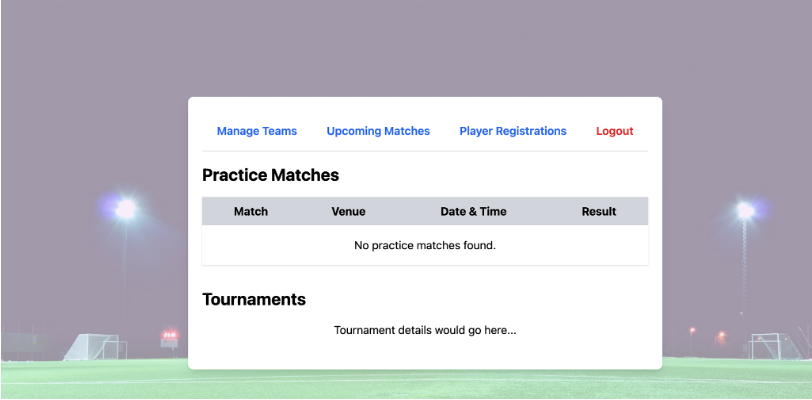 Manage Teams Upcoming Matches Player Registrations Logout
Practice Matches
Match Venue Date & Time Result
No practice matches found.
Tournaments
Tournament details would go here...